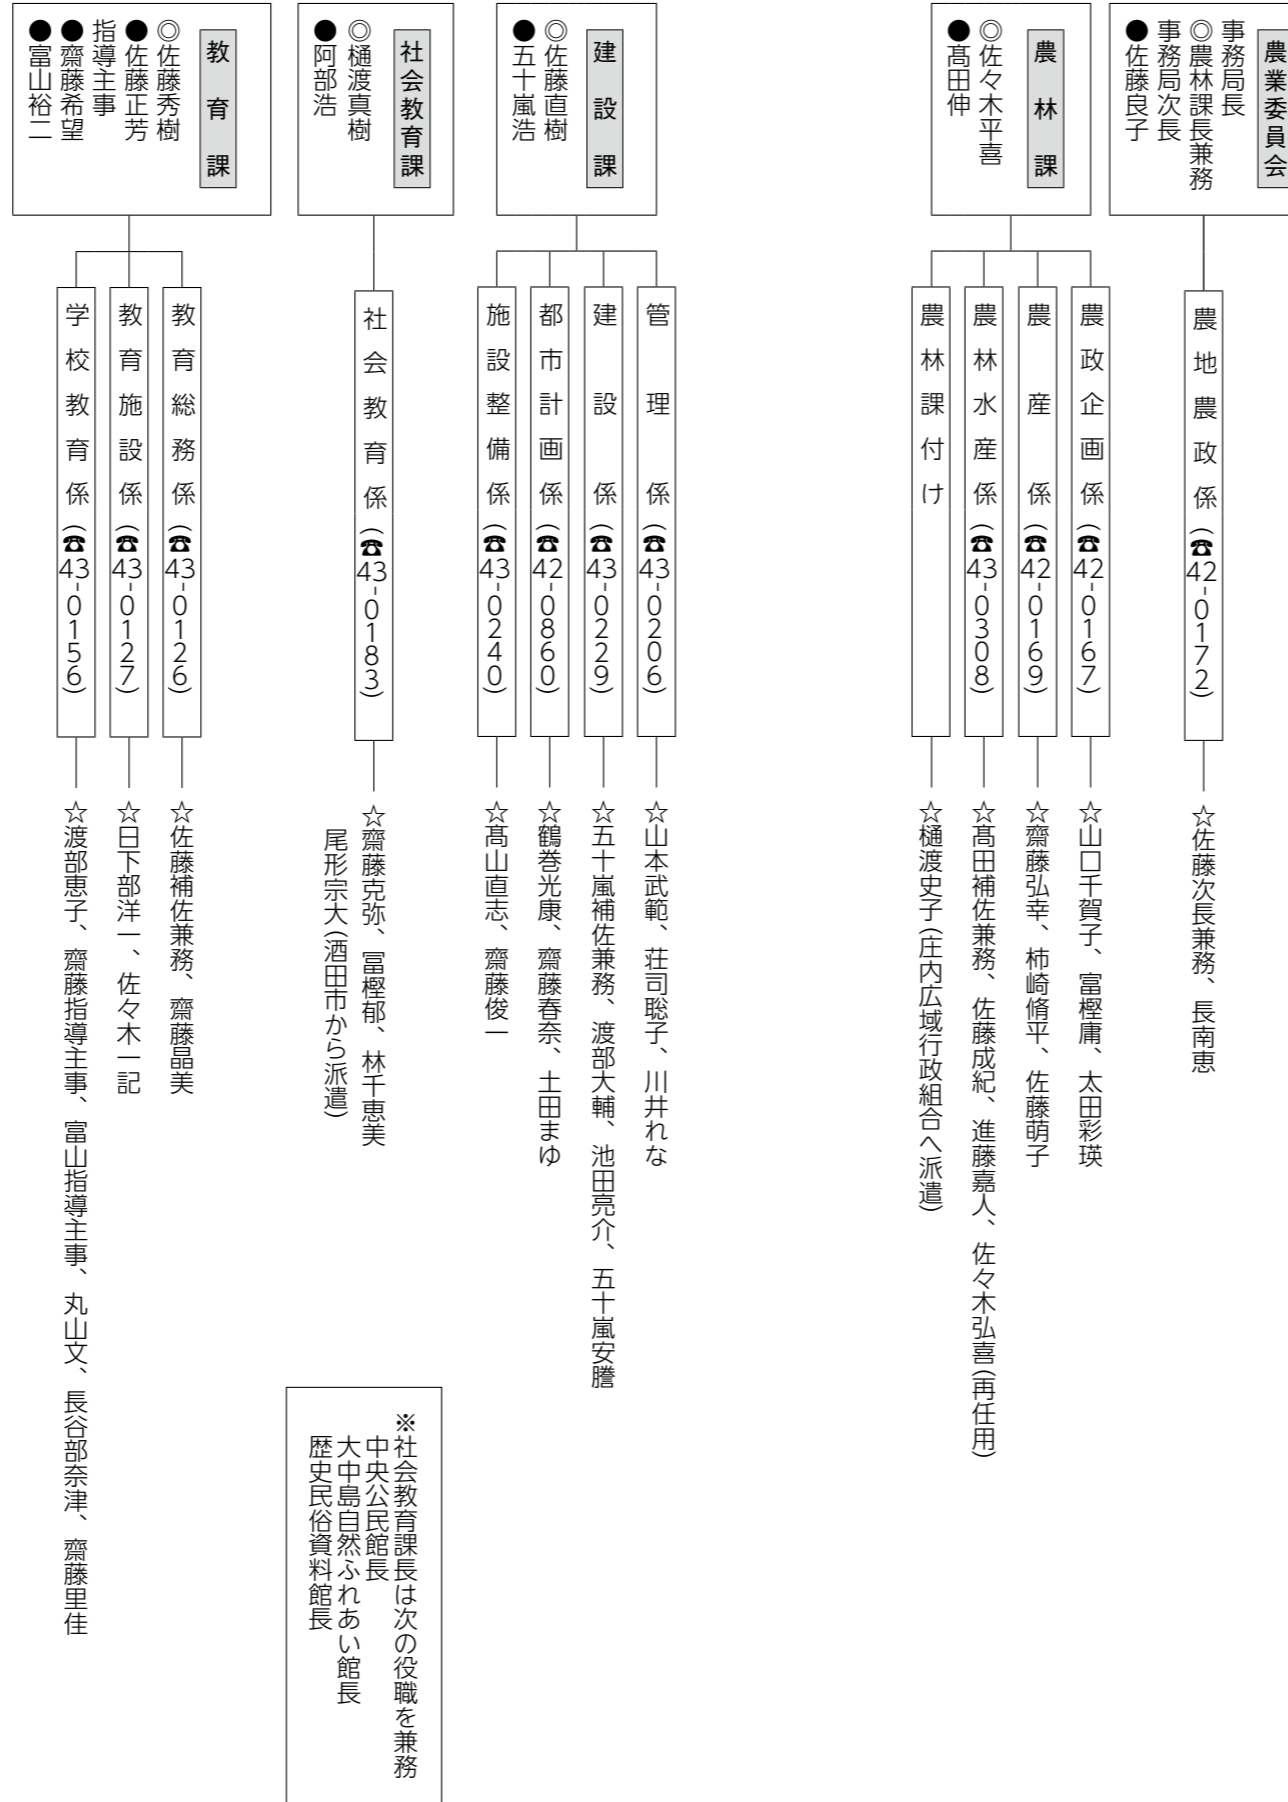 農業委員会
事務局長
◎農林課長兼務
事務局次長
●佐藤良子
農地農政係(☎42-0172)
☆佐藤次長兼務、長南恵
農林課
◎佐々木平喜
●髙田伸
農政企画係(☎42-0167)
☆山口千賀子、富樫庸、太田彩瑛
農産係(☎42-0169)
☆齋藤弘幸、柿崎脩平、佐藤萌子
農林水産係(☎43-0308)
☆髙田補佐兼務、佐藤成紀、進藤嘉人、佐々木弘喜(再任用)
農林課付け
☆樋渡史子(庄内広域行政組合へ派遣)
建設課
◎佐藤直樹
●五十嵐浩
管理係(☎43-0206)
☆山本武範、荘司聡子、川井れな
建設係(☎43-0229)
☆五十嵐補佐兼務、渡部大輔、池田亮介、五十嵐安謄
都市計画係(☎42-0860)
☆鶴巻光康、齋藤春奈、土田まゆ
施設整備係(☎43-0240)
☆髙山直志、齋藤俊一
社会教育課
◎樋渡真樹
●阿部浩
社会教育係(☎43-0183)
☆齋藤克弥、冨樫郁、林千恵美
尾形宗大(酒田市から派遣)
※社会教育課長は次の役職を兼務
中央公民館長
大中島自然ふれあい館長
歴史民俗資料館長
教育課
◎佐藤秀樹
●佐藤正芳
指導主事
●齋藤希望
●富山裕二
教育総務係(☎43-0126)
☆佐藤補佐兼務、齋藤晶美
教育施設係(☎43-0127)
☆日下部洋一、佐々木一記
学校教育係(☎43-0156)
☆渡部恵子、齋藤指導主事、富山指導主事、丸山文、長谷部奈津、齋藤里佳